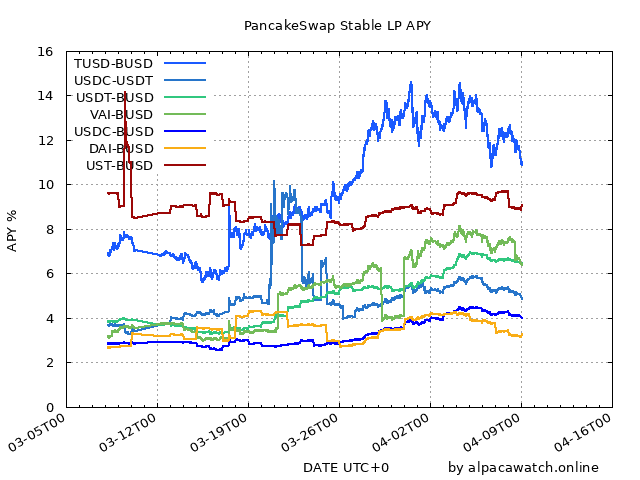 PancakeSwap Stable LP APY
16
14
12
10
8
6
4
2
0
APY %
TUSD-BUSD
USDC-USDT
USDT-BUSD
VAI-BUSD
USDC-BUSD
DAI-BUSD
UST-BUSD
03-05T00
03-12T00
03-19T00
03-26T00
04-02T00
04-09T00
04-16T00
DATE UTC+0
by alpacawatch.online